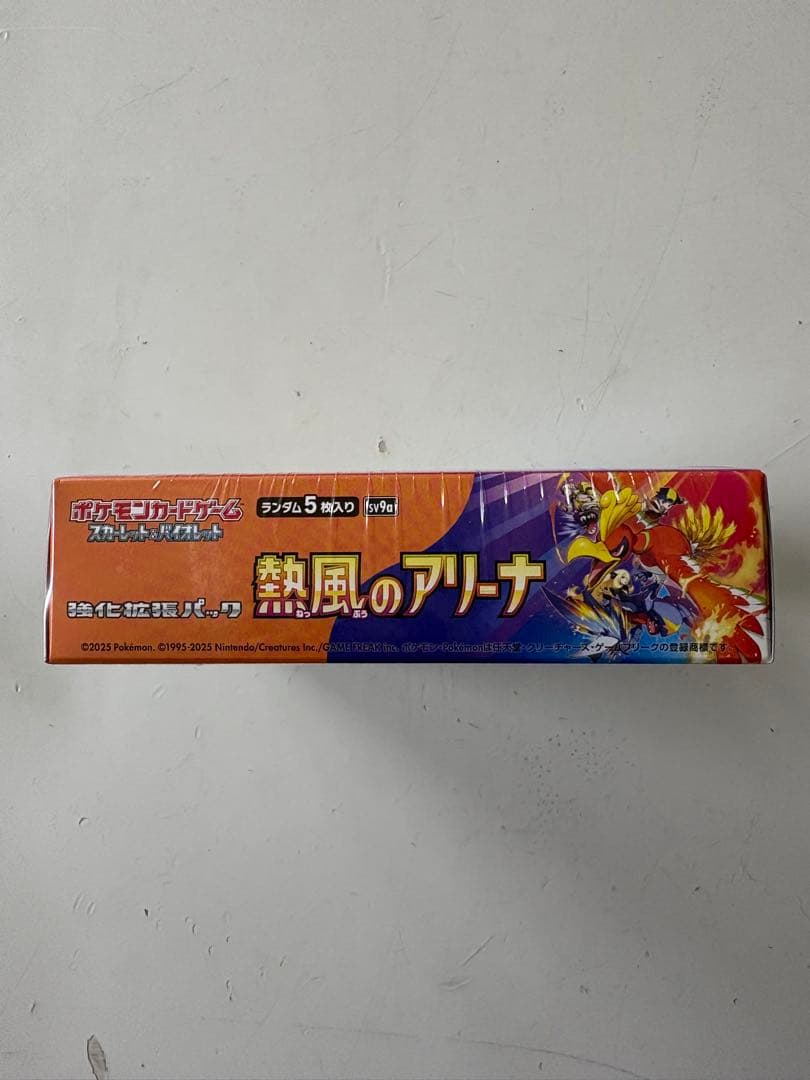 ポケモンカードゲーム
スカーレット&バイオレット
ランダム5枚入り
sv9a
強化拡張パック
熱風のアリーナ
ねっ ぷう
©2025 Pokémon. ©1995-2025 Nintendo/Creatures Inc./GAME FREAK inc. ポケモン・Pokémonは任天堂・クリーチャーズ・ゲームフリークの登録商標です。